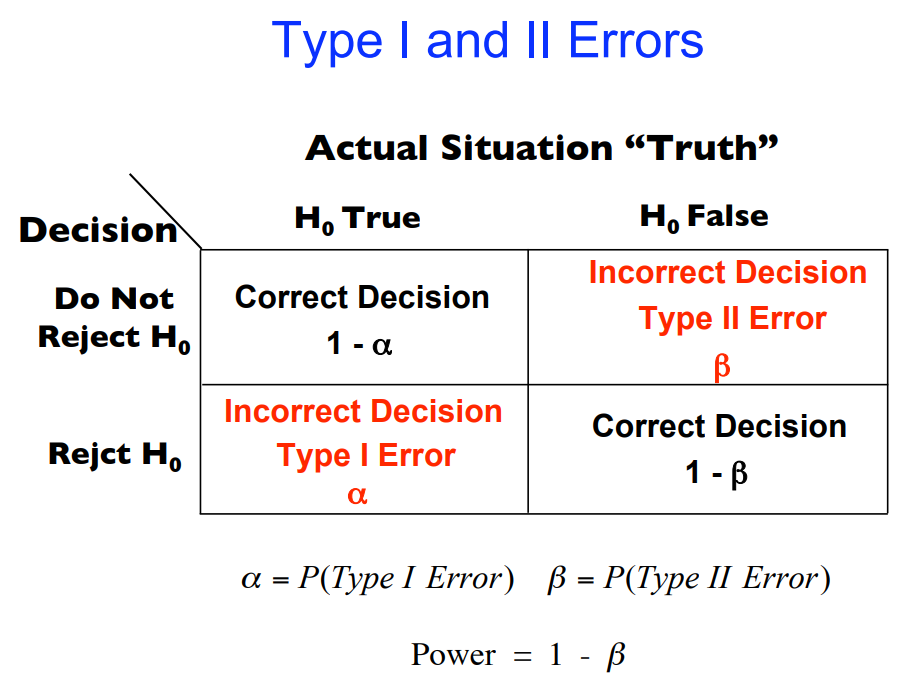 Type I and II Errors
Actual Situation “Truth”
Decision
H₀ True
H₀ False
Do Not
Reject H₀
Correct Decision
1 - α
Incorrect Decision
Type II Error
β
Rejct H₀
Incorrect Decision
Type I Error
α
Correct Decision
1 - β
α = P(Type I Error) β = P(Type II Error)
Power = 1 - β